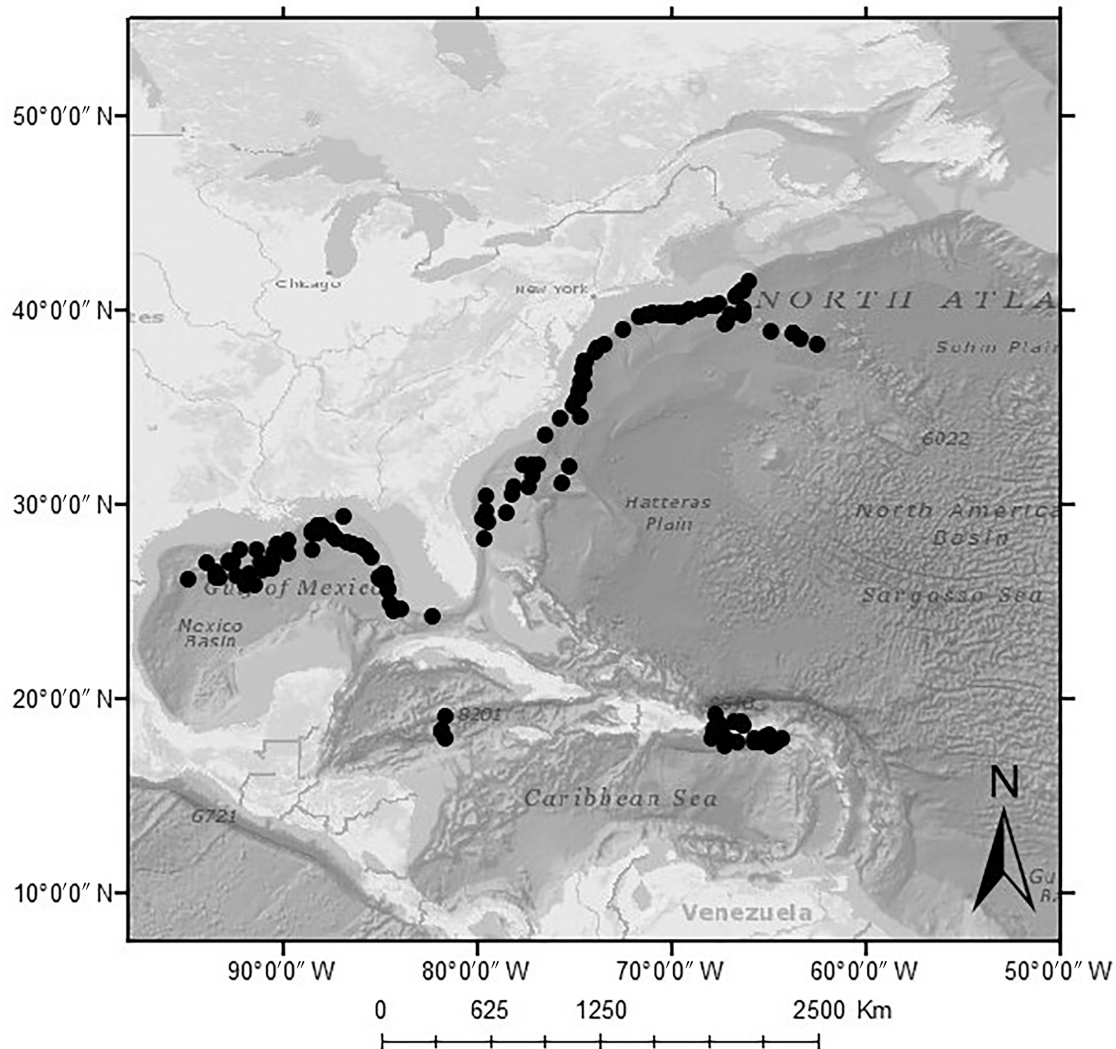 50°0′0″ N
40°0′0″ N
30°0′0″ N
20°0′0″ N
10°0′0″ N
Chicago
New York
NORTH ATLA
Sohm Plain
6022
Hatteras
Plain
North America
Basin
Sargasso Sea
Gulf of Mexico
Mexico
Basin
9201
Caribbean Sea
6721
Venezuela
N
90°0′0″ W
80°0′0″ W
70°0′0″ W
60°0′0″ W
50°0′0″ W
0 625 1250 2500 Km